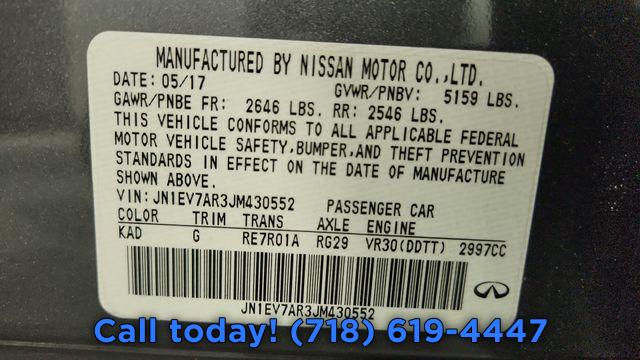 MANUFACTURED BY NISSAN MOTOR CO.,LTD.
DATE: 05/17 GVWR/PNBV: 5159 LBS.
GAWR/PNBE FR: 2646 LBS. RR: 2546 LBS.
THIS VEHICLE CONFORMS TO ALL APPLICABLE FEDERAL
MOTOR VEHICLE SAFETY,BUMPER,AND THEFT PREVENTION
STANDARDS IN EFFECT ON THE DATE OF MANUFACTURE
SHOWN ABOVE.
VIN: JN1EV7AR3JM430552 PASSENGER CAR
COLOR TRIM TRANS AXLE ENGINE
KAD G RE7R01A RG29 VR30(DDTT) 2997CC
JN1EV7AR3JM430552
Call today! (718) 619-4447